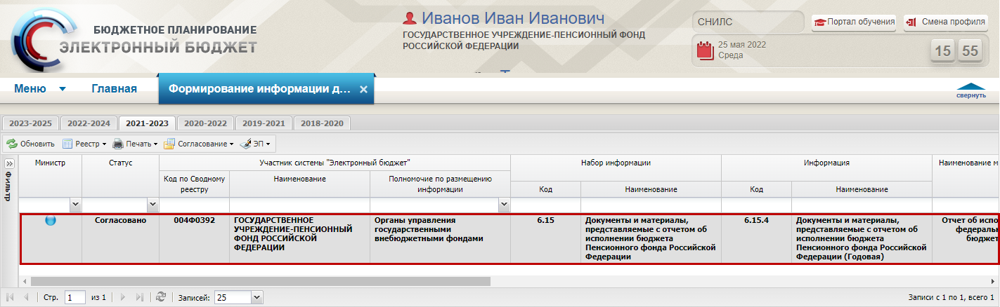 БЮДЖЕТНОЕ ПЛАНИРОВАНИЕ
ЭЛЕКТРОННЫЙ БЮДЖЕТ
Иванов Иван Иванович
ГОСУДАРСТВЕННОЕ УЧРЕЖДЕНИЕ-ПЕНСИОННЫЙ ФОНД
РОССИЙСКОЙ ФЕДЕРАЦИИ
СНИЛС
Портал обучения
Смена профиля
25 мая 2022
Среда
15 55
Меню
Главная
Формирование информации д...
свернуть
2023-2025
2022-2024
2021-2023
2020-2022
2019-2021
2018-2020
Обновить
Реестр
Печать
Согласование
ЭП
Фильтр
Министр
Статус
Участник системы "Электронный бюджет"
Набор информации
Информация
Наименование м
Код по Сводному
реестру
Наименование
Полномочие по размещению
информации
Код
Наименование
Код
Наименование
Согласовано
004Ф0392
ГОСУДАРСТВЕННОЕ
УЧРЕЖДЕНИЕ-ПЕНСИОННЫЙ
ФОНД РОССИЙСКОЙ
ФЕДЕРАЦИИ
Органы управления
государственными
внебюджетными фондами
6.15
Документы и материалы,
представляемые с отчетом об
исполнении бюджета
Пенсионного фонда Российской
Федерации
6.15.4
Документы и материалы,
представляемые с отчетом об
исполнении бюджета
Пенсионного фонда Российской
Федерации (Годовая)
Отчет об испо
федераль
бюджет
Стр. 1 из 1
Записей: 25
Записи с 1 по 1, всего 1